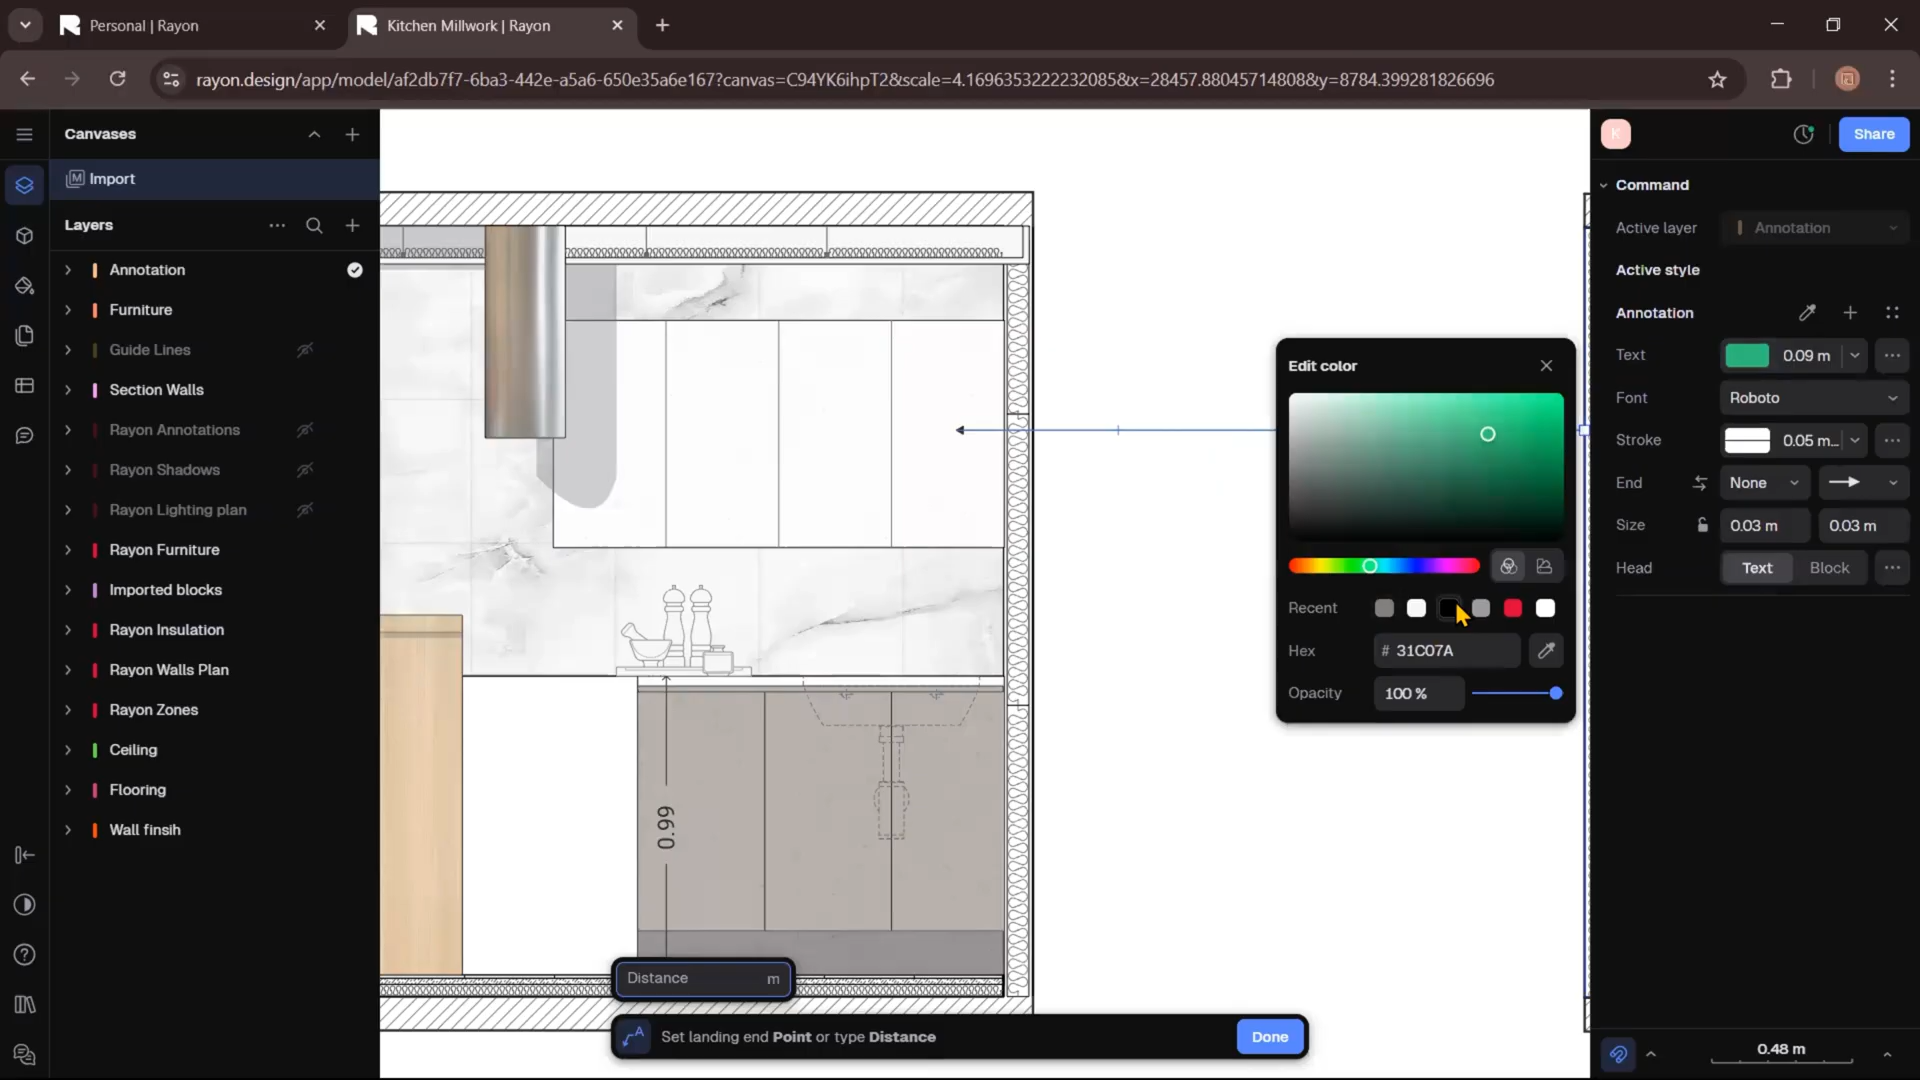 Personal | Rayon
Kitchen Millwork | Rayon
rayon.design/app/model/af2db7f7-6ba3-442e-a5a6-650e35a6e167?canvas=C94YK6ihpT2&scale=4.1696353222232085&x=28457.88045714808&y=8784.399281826696
Canvases
Import
Layers
Annotation
Furniture
Guide Lines
Section Walls
Rayon Annotations
Rayon Shadows
Rayon Lighting plan
Rayon Furniture
Imported blocks
Rayon Insulation
Rayon Walls Plan
Rayon Zones
Ceiling
Flooring
Wall finsih
0.99
Distance m
Set landing end Point or type Distance
Done
Edit color
Recent
Hex # 31C07A
Opacity 100 %
K
Share
Command
Active layer Annotation
Active style
Annotation
Text 0.09 m
Font Roboto
Stroke 0.05 m...
End None
Size 0.03 m 0.03 m
Head Text Block
0.48 m